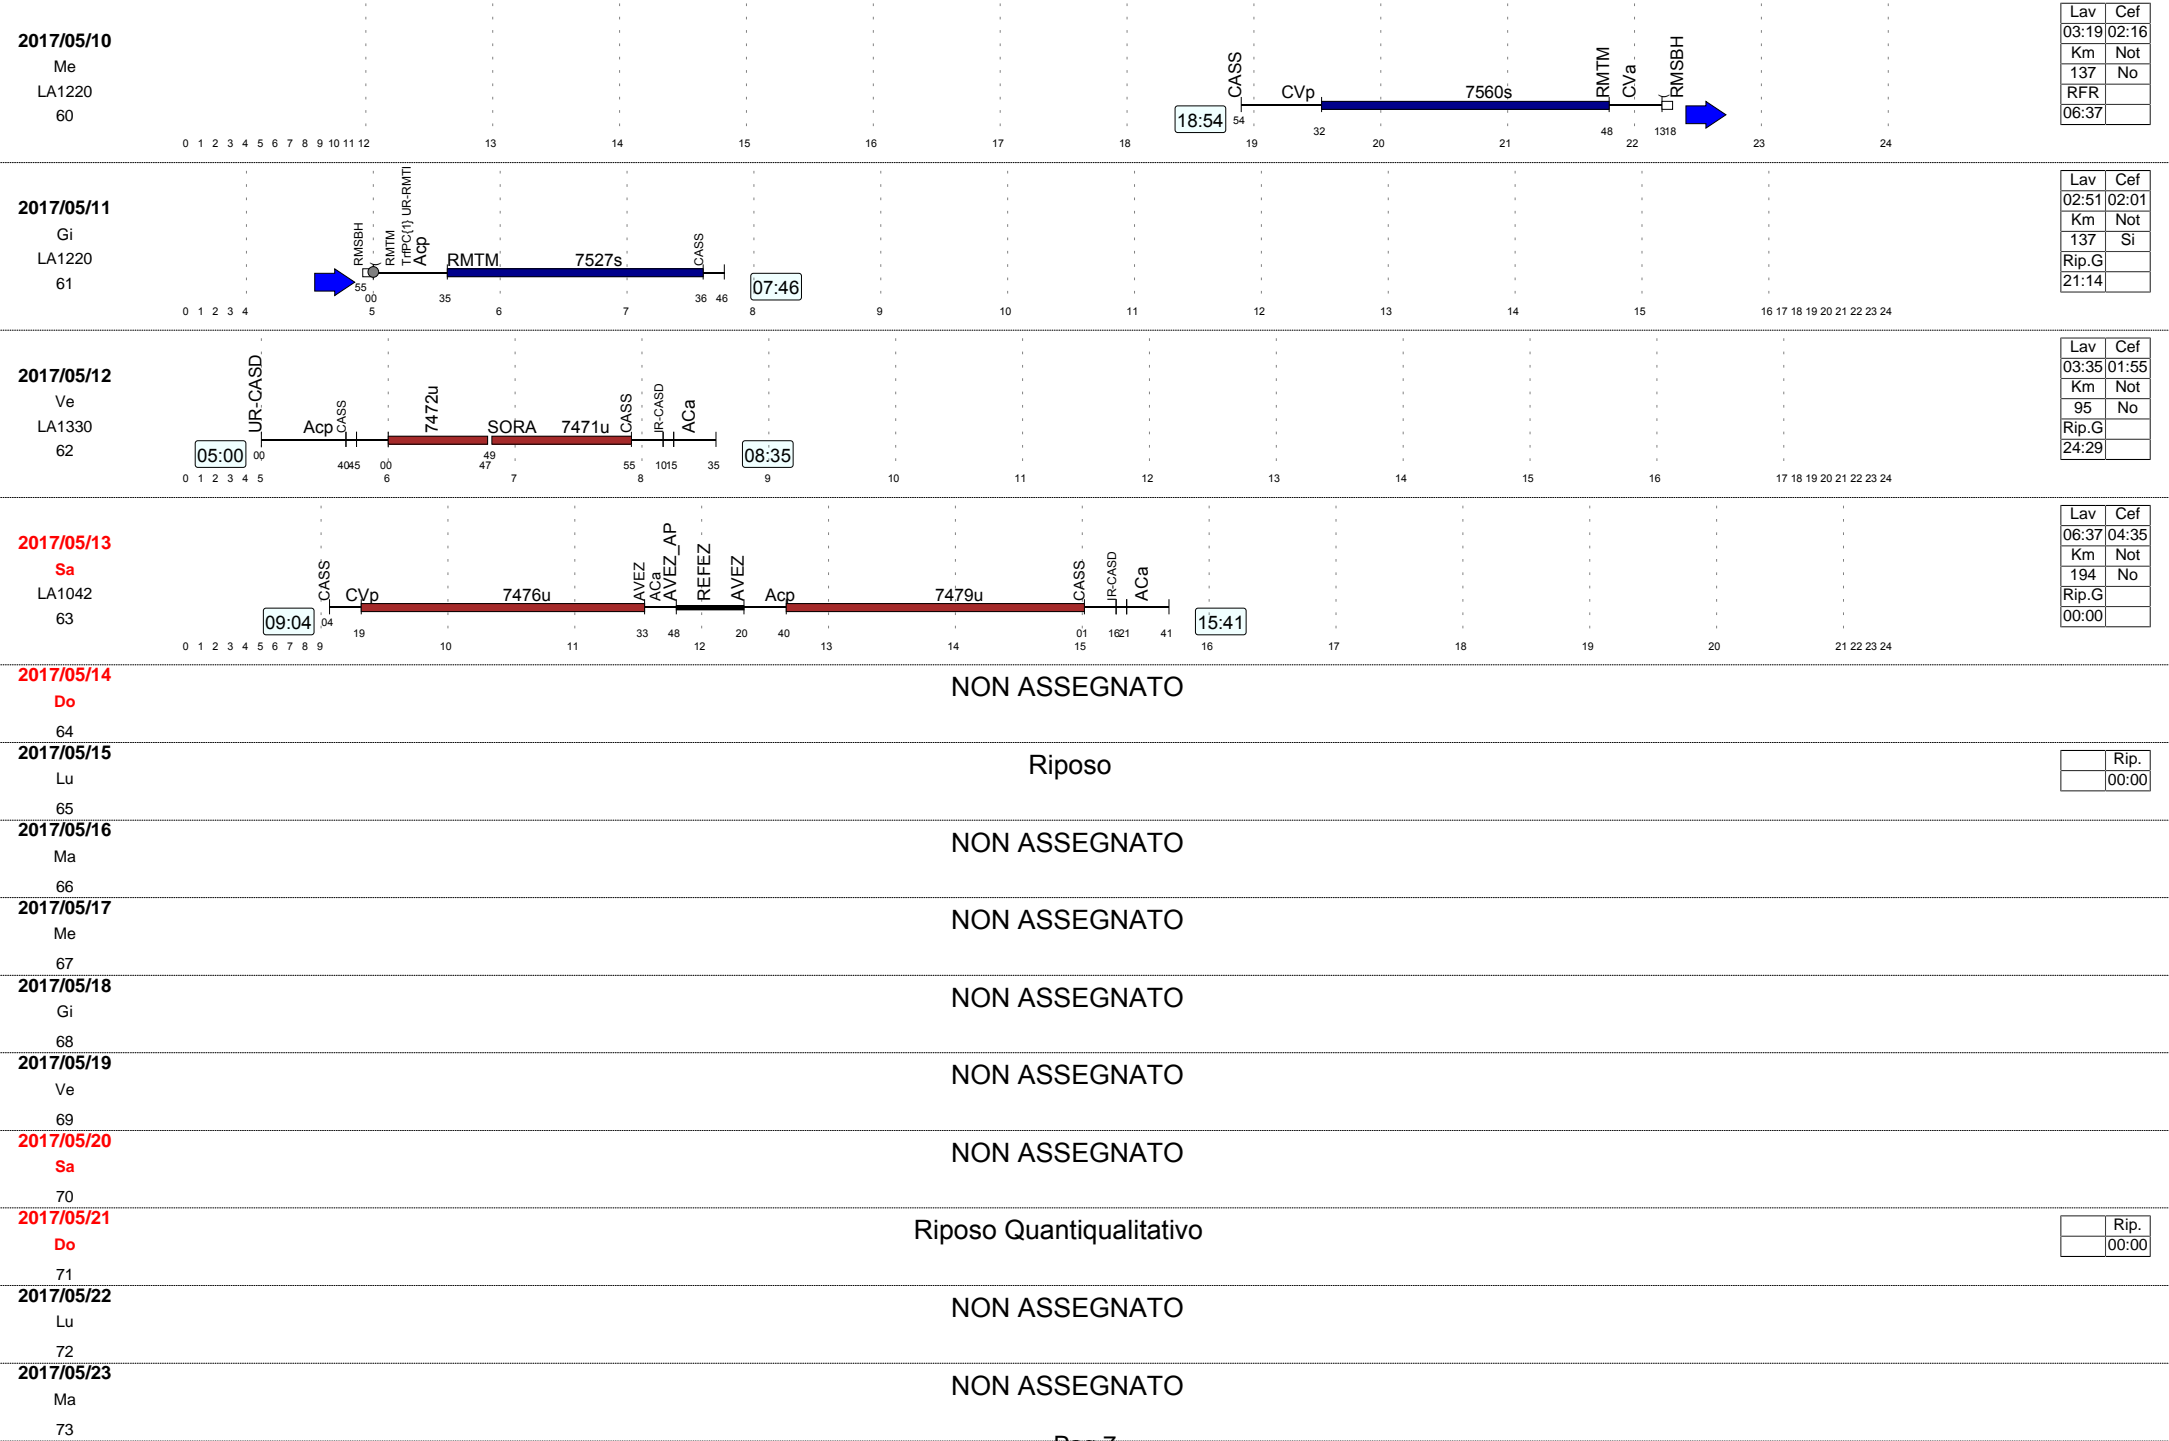 2017/05/10
Me
LA1220
60
18:54
CASS
54
CVp
32
7560s
RMTM
48
CVa
1318
RMSBH
0 1 2 3 4 5 6 7 8 9 10 11 12 13 14 15 16 17 18 19 20 21 22 23 24
Lav Cef
03:19 02:16
Km Not
137 No
RFR
06:37
2017/05/11
Gi
LA1220
61
RMSBH
55
00
RMTM
TrfPC{1} UR-RMTI
Acp
35
RMTM
7527s
CASS
36 46
07:46
0 1 2 3 4 5 6 7 8 9 10 11 12 13 14 15 16 17 18 19 20 21 22 23 24
Lav Cef
02:51 02:01
Km Not
137 Si
Rip.G
21:14
2017/05/12
Ve
LA1330
62
05:00
UR-CASD
00
Acp
CASS
4045
00
7472u
SORA
49
47
7471u
CASS
55
IR-CASD
1015
ACa
35
08:35
0 1 2 3 4 5 6 7 8 9 10 11 12 13 14 15 16 17 18 19 20 21 22 23 24
Lav Cef
03:35 01:55
Km Not
95 No
Rip.G
24:29
2017/05/13
Sa
LA1042
63
09:04
CASS
04
CVp
19
7476u
AVEZ
33
ACa
AVEZ_AP
48
REFEZ
AVEZ
20
Acp
40
7479u
CASS
01
IR-CASD
1621
ACa
41
15:41
0 1 2 3 4 5 6 7 8 9 10 11 12 13 14 15 16 17 18 19 20 21 22 23 24
Lav Cef
06:37 04:35
Km Not
194 No
Rip.G
00:00
2017/05/14
Do
64
NON ASSEGNATO
2017/05/15
Lu
65
Riposo
Rip.
00:00
2017/05/16
Ma
66
NON ASSEGNATO
2017/05/17
Me
67
NON ASSEGNATO
2017/05/18
Gi
68
NON ASSEGNATO
2017/05/19
Ve
69
NON ASSEGNATO
2017/05/20
Sa
70
NON ASSEGNATO
2017/05/21
Do
71
Riposo Quantiqualitativo
Rip.
00:00
2017/05/22
Lu
72
NON ASSEGNATO
2017/05/23
Ma
73
NON ASSEGNATO